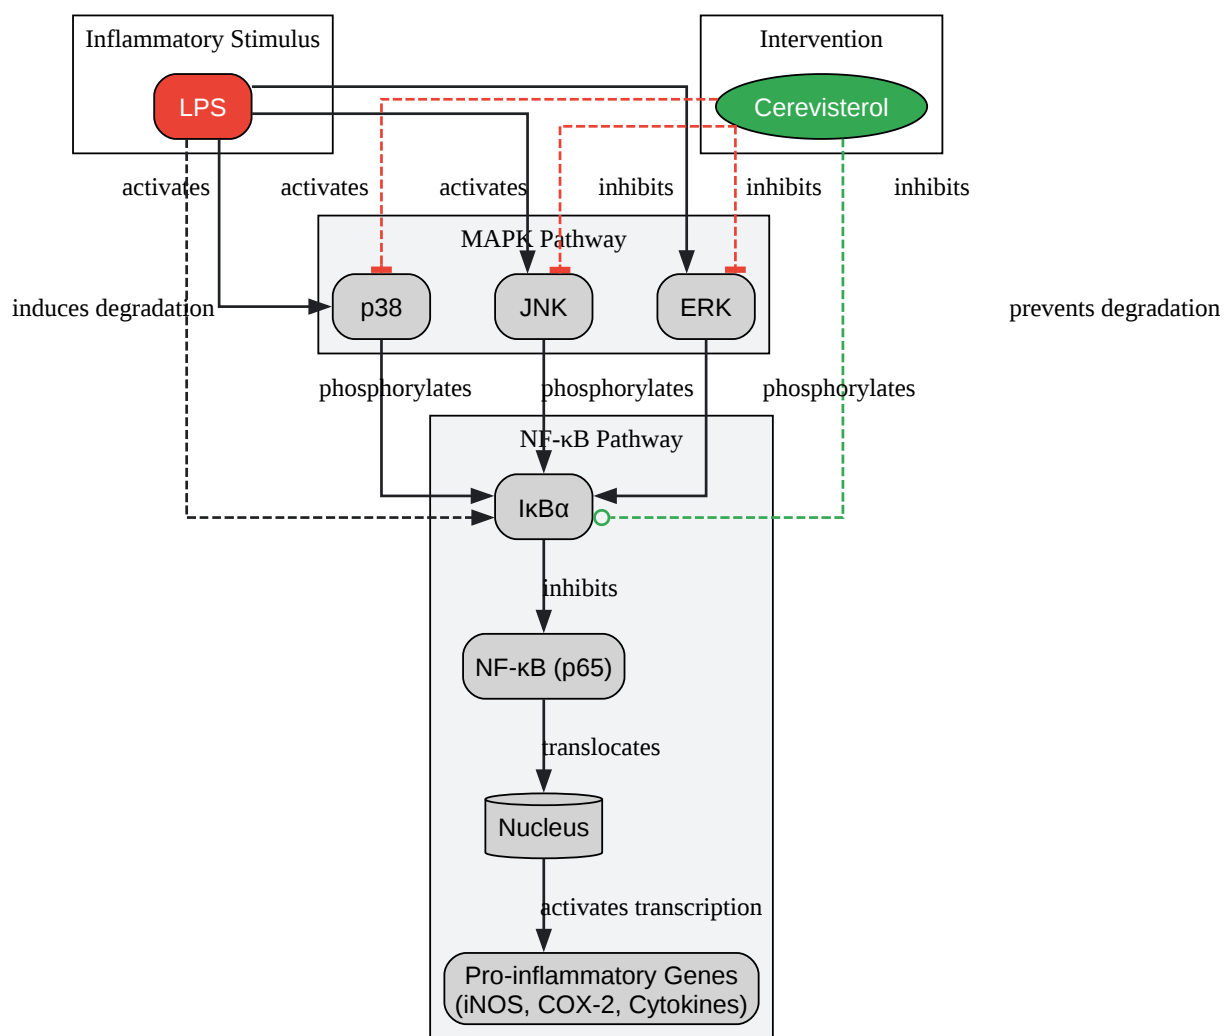 Inflammatory Stimulus
Intervention
LPS
Cerevisterol
activates
activates
activates
inhibits
inhibits
inhibits
MAPK Pathway
induces degradation
p38
JNK
ERK
prevents degradation
phosphorylates
phosphorylates
phosphorylates
NF-κB Pathway
IκBα
inhibits
NF-κB (p65)
translocates
Nucleus
activates transcription
Pro-inflammatory Genes
(iNOS, COX-2, Cytokines)